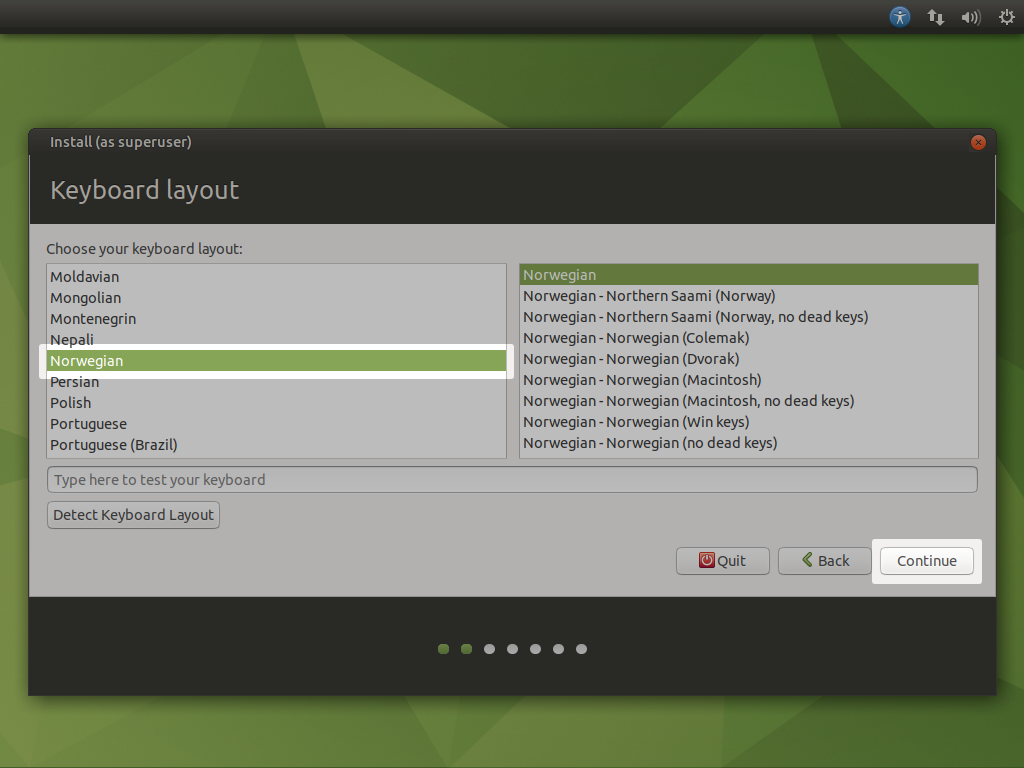 Install (as superuser)
Keyboard layout
Choose your keyboard layout:
Moldavian
Mongolian
Montenegrin
Nepali
Norwegian
Persian
Polish
Portuguese
Portuguese (Brazil)
Norwegian
Norwegian - Northern Saami (Norway)
Norwegian - Northern Saami (Norway, no dead keys)
Norwegian - Norwegian (Colemak)
Norwegian - Norwegian (Dvorak)
Norwegian - Norwegian (Macintosh)
Norwegian - Norwegian (Macintosh, no dead keys)
Norwegian - Norwegian (Win keys)
Norwegian - Norwegian (no dead keys)
Type here to test your keyboard
Detect Keyboard Layout
Quit
Back
Continue